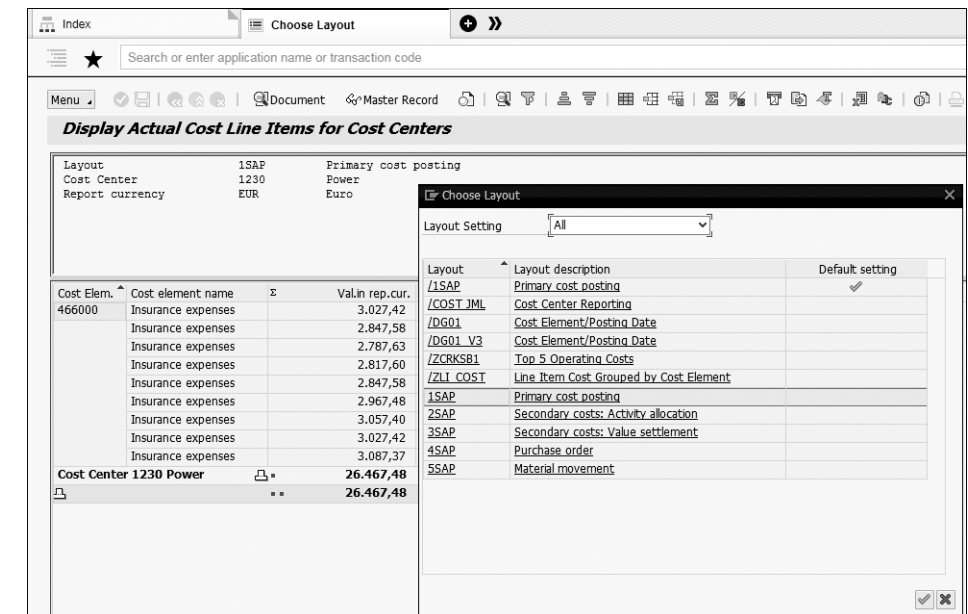 Index
Choose Layout
Search or enter application name or transaction code
Menu
Document
Master Record
Display Actual Cost Line Items for Cost Centers
Layout 1SAP Primary cost posting
Cost Center 1230 Power
Report currency EUR Euro
Cost Elem. Cost element name Σ Val.in rep.cur.
466000 Insurance expenses 3.027,42
Insurance expenses 2.847,58
Insurance expenses 2.787,63
Insurance expenses 2.817,60
Insurance expenses 2.847,58
Insurance expenses 2.967,48
Insurance expenses 3.057,40
Insurance expenses 3.027,42
Insurance expenses 3.087,37
Cost Center 1230 Power 26.467,48
26.467,48
Choose Layout
Layout Setting All
Layout Layout description Default setting
/1SAP Primary cost posting
/COST JML Cost Center Reporting
/DG01 Cost Element/Posting Date
/DG01 V3 Cost Element/Posting Date
/ZCRKSB1 Top 5 Operating Costs
/ZLI COST Line Item Cost Grouped by Cost Element
1SAP Primary cost posting
2SAP Secondary costs: Activity allocation
3SAP Secondary costs: Value settlement
4SAP Purchase order
5SAP Material movement